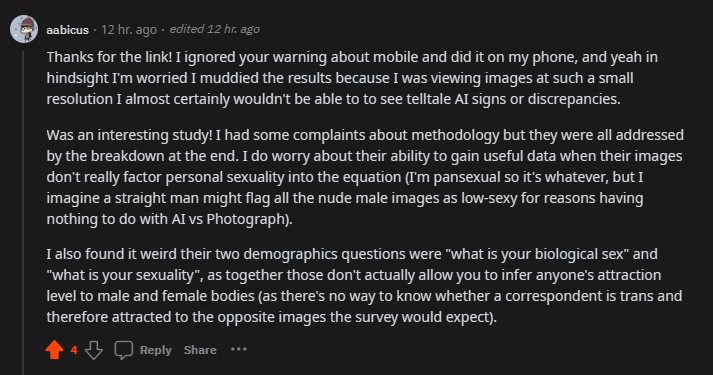 aabicus · 12 hr. ago · edited 12 hr. ago
Thanks for the link! I ignored your warning about mobile and did it on my phone, and yeah in
hindsight I'm worried I muddied the results because I was viewing images at such a small
resolution I almost certainly wouldn't be able to to see telltale AI signs or discrepancies.
Was an interesting study! I had some complaints about methodology but they were all addressed
by the breakdown at the end. I do worry about their ability to gain useful data when their images
don't really factor personal sexuality into the equation (I'm pansexual so it's whatever, but I
imagine a straight man might flag all the nude male images as low-sexy for reasons having
nothing to do with AI vs Photograph).
I also found it weird their two demographics questions were "what is your biological sex" and
"what is your sexuality", as together those don't actually allow you to infer anyone's attraction
level to male and female bodies (as there's no way to know whether a correspondent is trans and
therefore attracted to the opposite images the survey would expect).
4 Reply Share